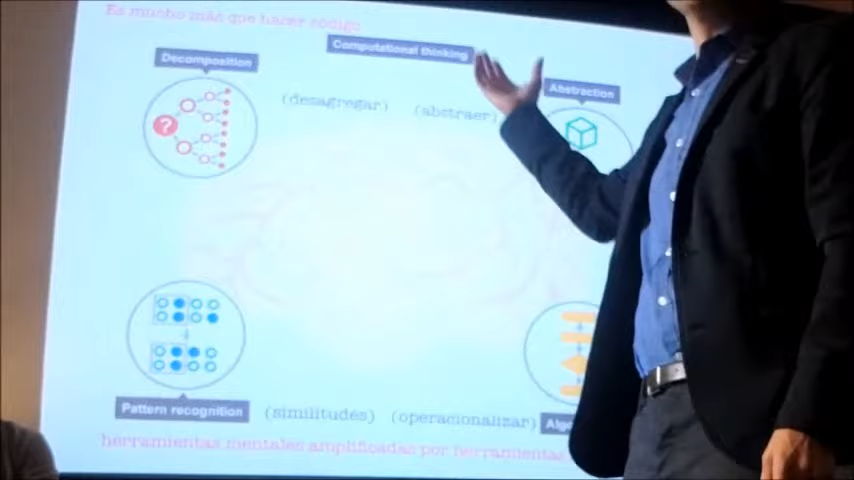 Es mucho más que hacer código
Computational thinking
Decomposition
Abstraction
(desagregar) (abstraer)
?
Pattern recognition
(similitudes) (operacionalizar)
herramientas mentales amplificadas por herramientas